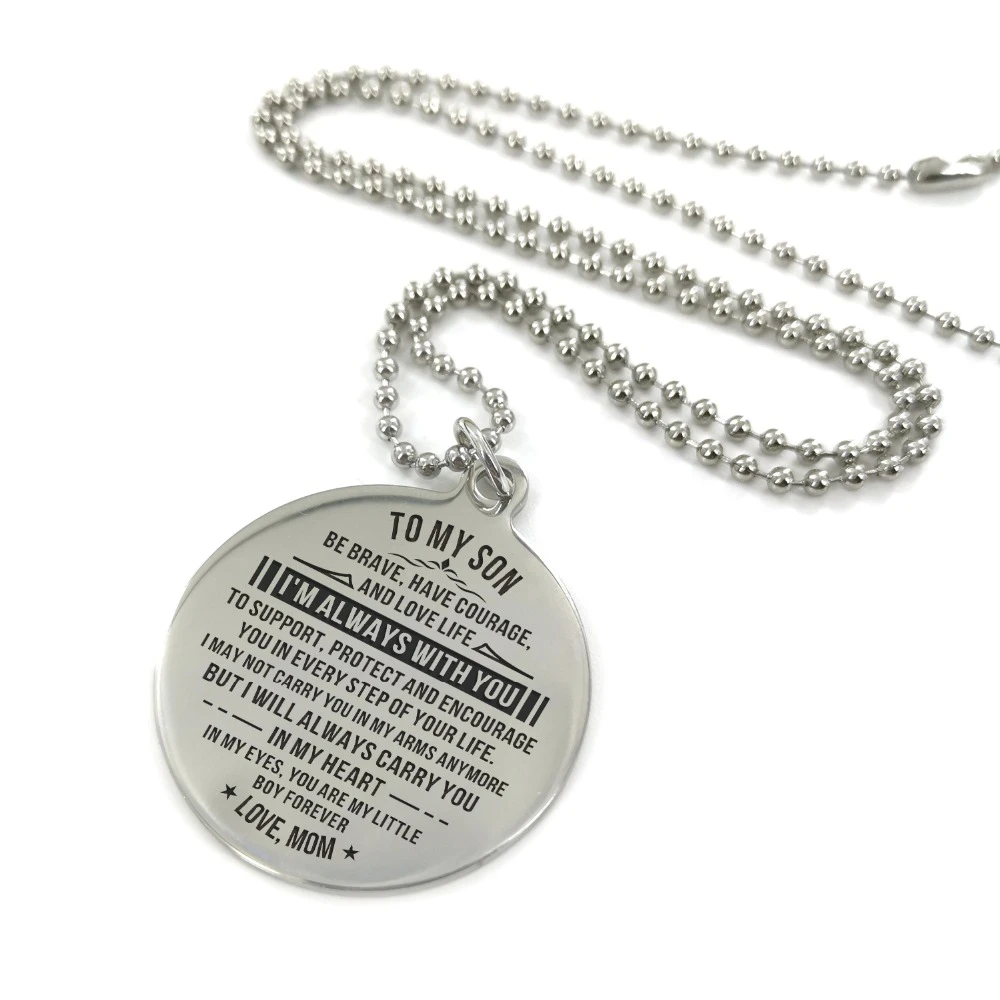 TO MY SON
BE BRAVE, HAVE COURAGE,
AND LOVE LIFE
I'M ALWAYS WITH YOU
TO SUPPORT, PROTECT AND ENCOURAGE
YOU IN EVERY STEP OF YOUR LIFE.
I MAY NOT CARRY YOU IN MY ARMS ANYMORE
BUT I WILL ALWAYS CARRY YOU
IN MY HEART
IN MY EYES, YOU ARE MY LITTLE
BOY FOREVER
LOVE, MOM